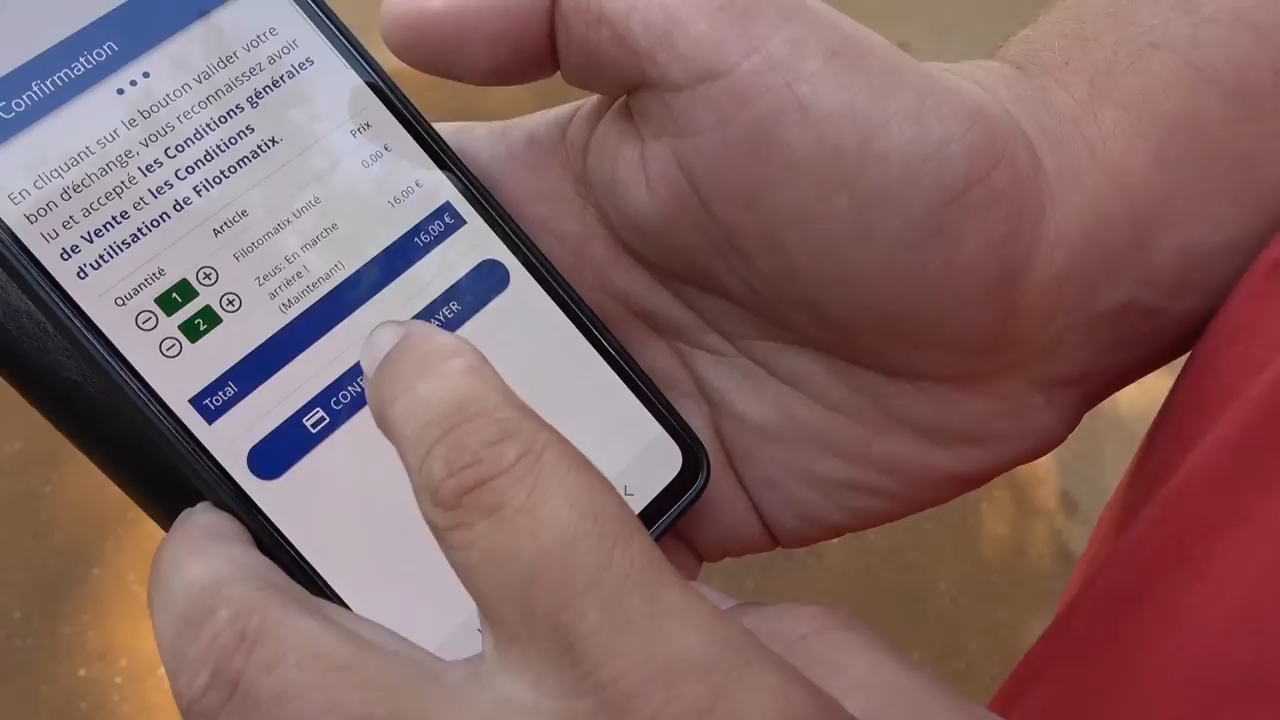 Confirmation
En cliquant sur le bouton valider votre
bon d'échange, vous reconnaissez avoir
lu et accepté les Conditions générales
de Vente et les Conditions
d'utilisation de Filotomatix.
Quantité Article Prix
1 Filotomatix Unité 0,00 €
2 Zeus: En marche 16,00 €
arrière !
(Maintenant)
Total 16,00 €